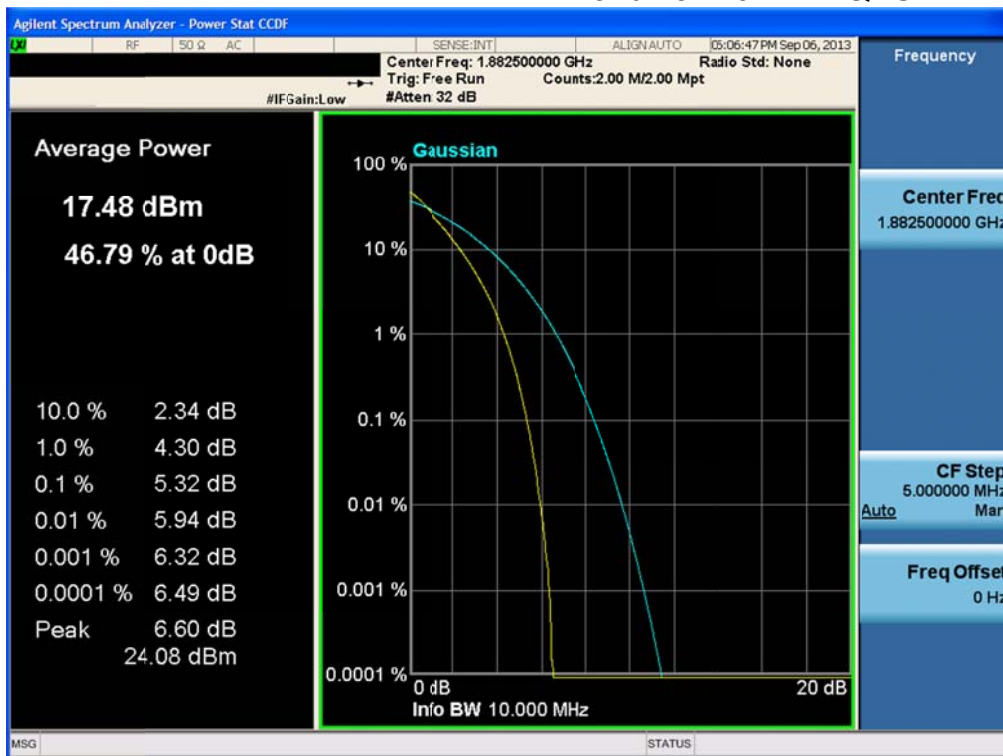 Agilent Spectrum Analyzer - Power Stat CCDF
LXI RF 50 Ω AC SENSE:INT ALIGN AUTO 05:06:47 PM Sep 06, 2013
Center Freq: 1.882500000 GHz Radio Std: None
Trig: Free Run Counts:2.00 M/2.00 Mpt
#IFGain:Low #Atten: 32 dB
Frequency
Average Power
17.48 dBm
46.79 % at 0dB
10.0 % 2.34 dB
1.0 % 4.30 dB
0.1 % 5.32 dB
0.01 % 5.94 dB
0.001 % 6.32 dB
0.0001 % 6.49 dB
Peak 6.60 dB
24.08 dBm
Gaussian
100 %
10 %
1 %
0.1 %
0.01 %
0.001 %
0.0001 %
0 dB 20 dB
Info BW 10.000 MHz
Center Freq
1.882500000 GHz
CF Step
5.000000 MHz
Auto Man
Freq Offset
0 Hz
MSG STATUS